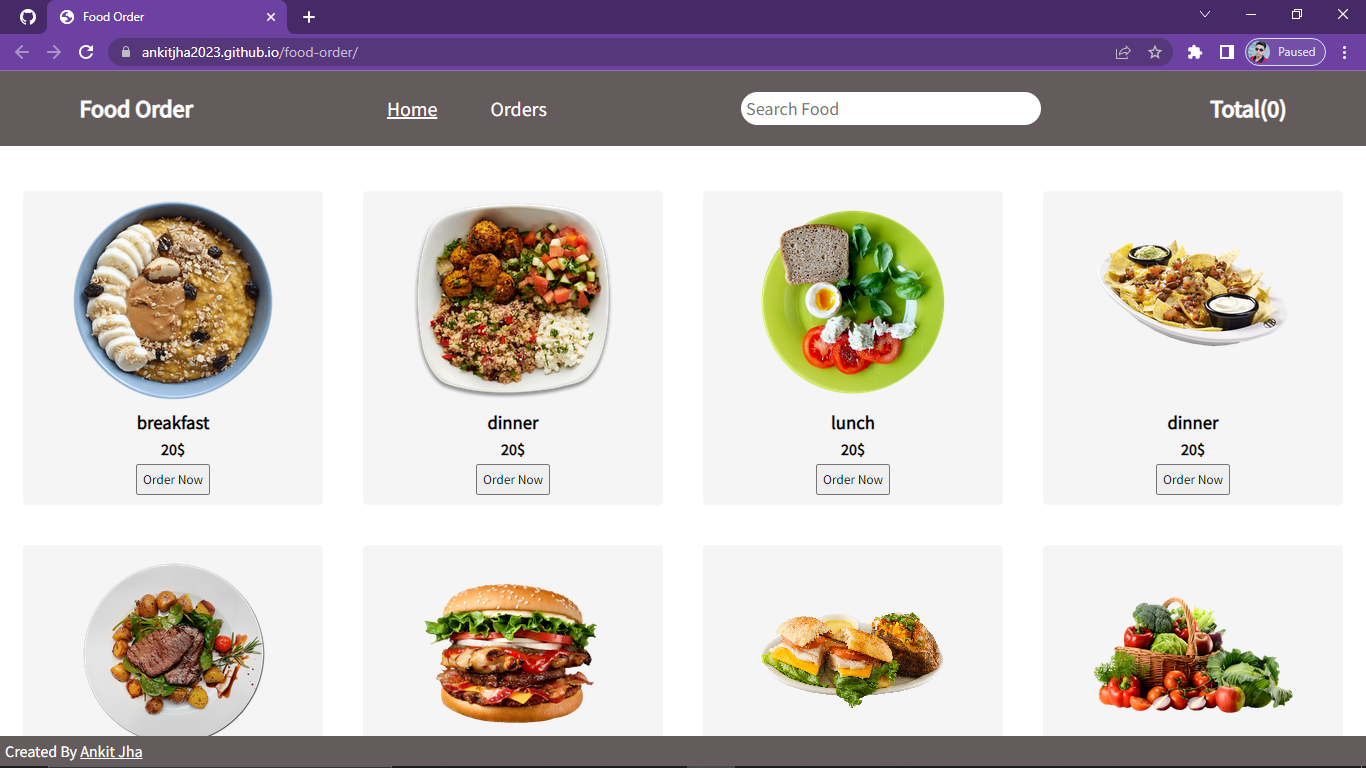 Food Order
ankitjha2023.github.io/food-order/
Paused
Food Order Home Orders Search Food Total(0)
breakfast dinner lunch dinner
20$ 20$ 20$ 20$
Order Now Order Now Order Now Order Now
Created By Ankit Jha